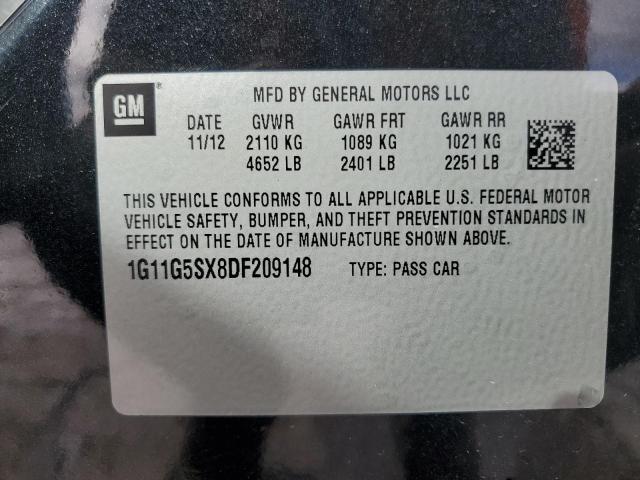 GM
MFD BY GENERAL MOTORS LLC
DATE GVWR GAWR FRT GAWR RR
11/12 2110 KG 1089 KG 1021 KG
4652 LB 2401 LB 2251 LB
THIS VEHICLE CONFORMS TO ALL APPLICABLE U.S. FEDERAL MOTOR
VEHICLE SAFETY, BUMPER, AND THEFT PREVENTION STANDARDS IN
EFFECT ON THE DATE OF MANUFACTURE SHOWN ABOVE.
1G11G5SX8DF209148 TYPE: PASS CAR